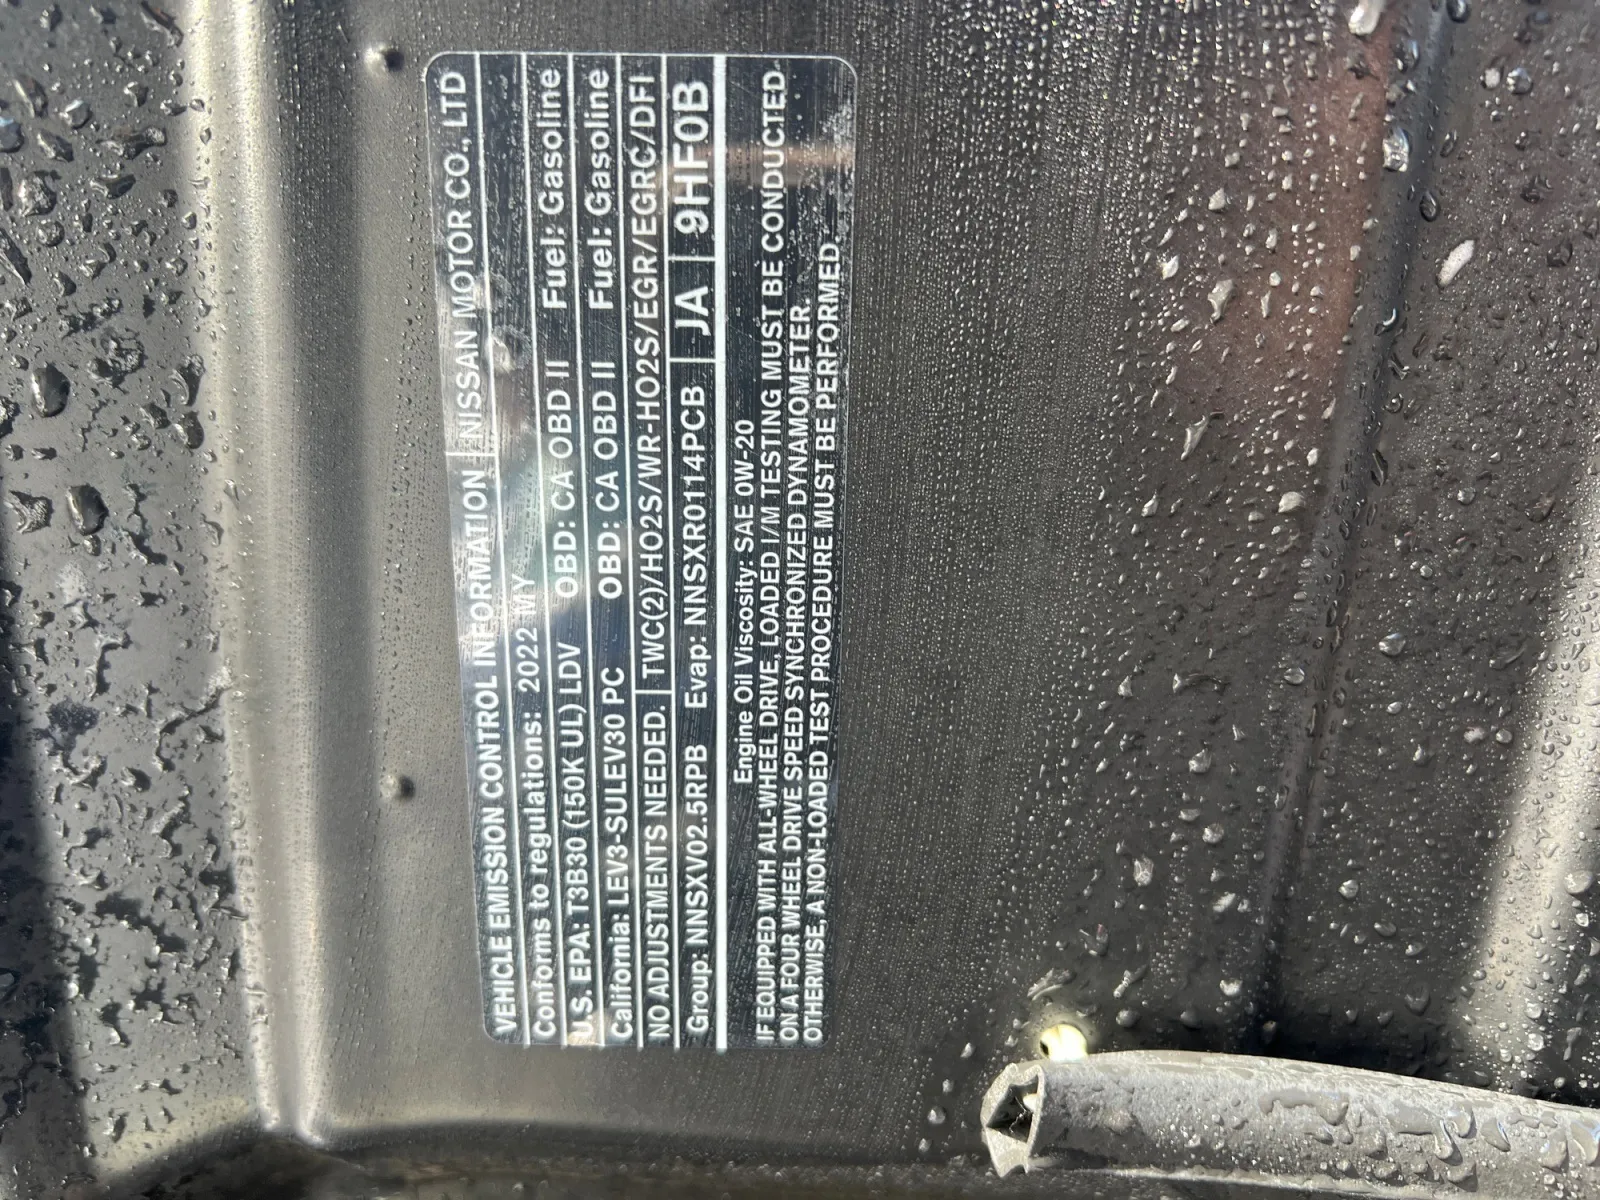 VEHICLE EMISSION CONTROL INFORMATION NISSAN MOTOR CO., LTD
Conforms to regulations: 2022 MY
U.S. EPA: T3B30 (150K UL) LDV OBD: CA OBD II Fuel: Gasoline
California: LEV3-SULEV30 PC OBD: CA OBD II Fuel: Gasoline
NO ADJUSTMENTS NEEDED. TWC(2)/HO2S/WR-HO2S/EGR/EGRC/DFI
Group: NNSXV02.5RPB Evap: NNSXR0114PCB JA 9HF0B
Engine Oil Viscosity: SAE 0W-20
IF EQUIPPED WITH ALL-WHEEL DRIVE, LOADED I/M TESTING MUST BE CONDUCTED
ON A FOUR WHEEL DRIVE SPEED SYNCHRONIZED DYNAMOMETER.
OTHERWISE, A NON-LOADED TEST PROCEDURE MUST BE PERFORMED.